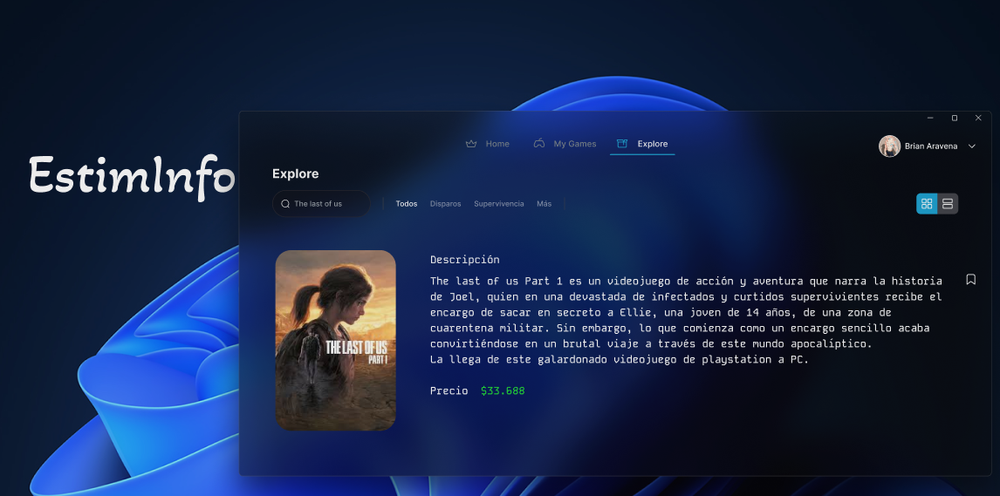 EstimInfo
Home
My Games
Explore
Brian Aravena
Explore
The last of us
Todos
Disparos
Supervivencia
Más
THE LAST OF US
PART I
Descripción
The last of us Part 1 es un videojuego de acción y aventura que narra la historia
de Joel, quien en una devastada de infectados y curtidos supervivientes recibe el
encargo de sacar en secreto a Ellie, una joven de 14 años, de una zona de
cuarentena militar. Sin embargo, lo que comienza como un encargo sencillo acaba
convirtiéndose en un brutal viaje a través de este mundo apocalíptico.
La llega de este galardonado videojuego de playstation a PC.
Precio $33.688